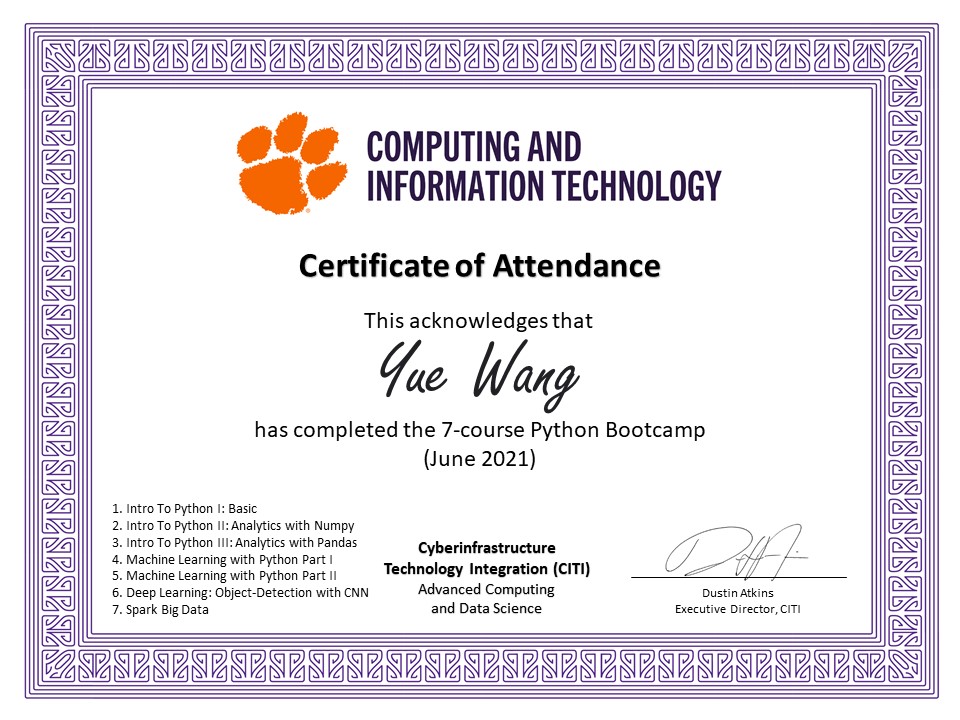 COMPUTING AND
INFORMATION TECHNOLOGY
Certificate of Attendance
This acknowledges that
Yue Wang
has completed the 7-course Python Bootcamp
(June 2021)
1. Intro To Python I: Basic
2. Intro To Python II: Analytics with Numpy
3. Intro To Python III: Analytics with Pandas
4. Machine Learning with Python Part I
5. Machine Learning with Python Part II
6. Deep Learning: Object-Detection with CNN
7. Spark Big Data
Cyberinfrastructure
Technology Integration (CITI)
Advanced Computing
and Data Science
Dustin Atkins
Executive Director, CITI